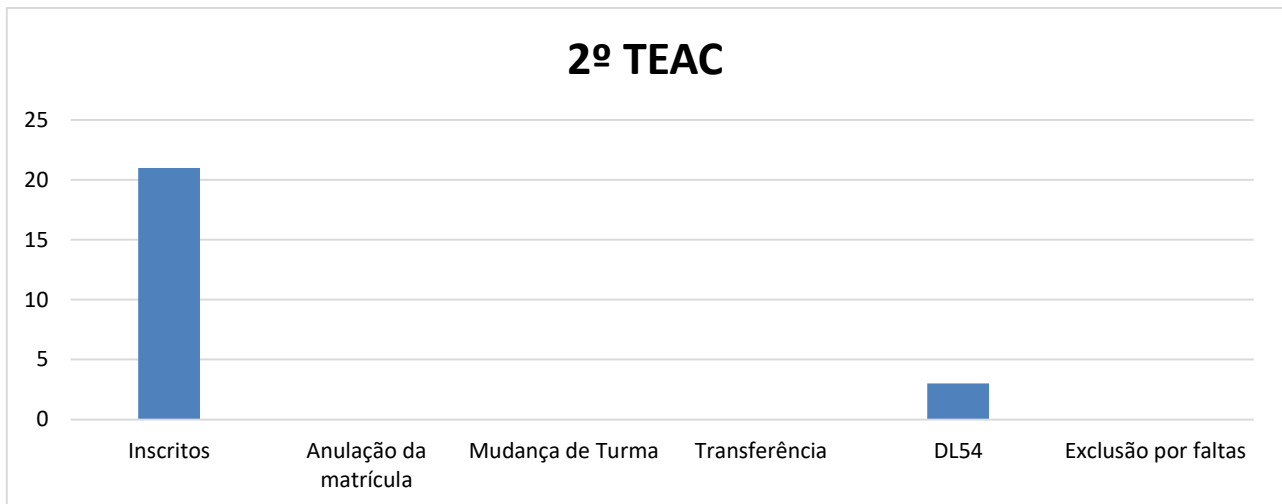 2º TEAC
25
20
15
10
5
0
Inscritos
Anulação da
matrícula
Mudança de Turma
Transferência
DL54
Exclusão por faltas